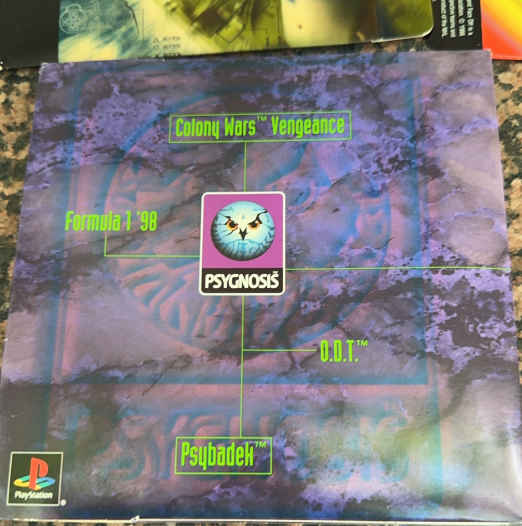 Colony Wars™ Vengeance
Formula 1 '98
PSYGNOSIS
O.D.T.™
Psybadek™
PlayStation
®